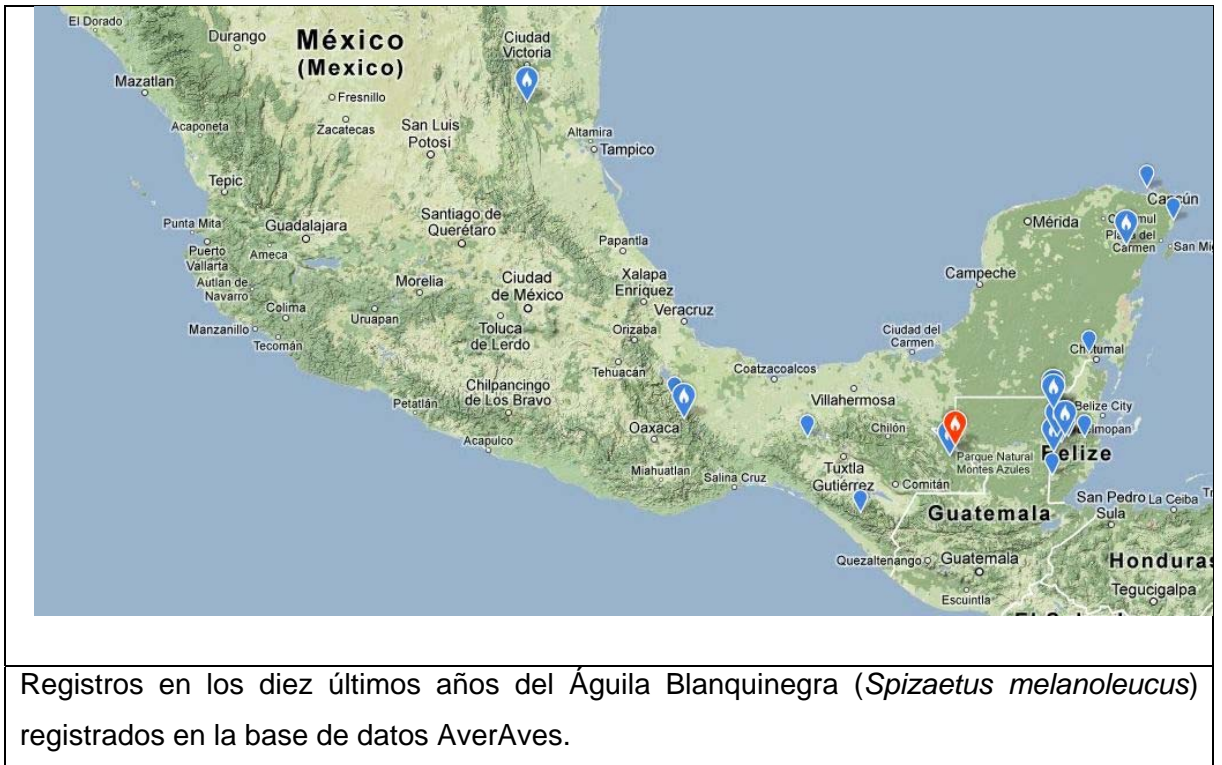 El Dorado
Durango
México
(Mexico)
Ciudad
Victoria
Mazatlan
Fresnillo
Acaponeta
Zacatecas
San Luis
Potosí
Altamira
Tampico
Tepic
Cancún
Punta Mita
Guadalajara
Santiago de
Querétaro
Mérida
Puerto
Vallarta
Ameca
Papantla
Carmen
San Mi
Autlan de
Navarro
Morelia
Ciudad
de México
Xalapa
Enríquez
Campeche
Colima
Uruapan
Veracruz
Manzanillo
Tecomán
Toluca
de Lerdo
Orizaba
Ciudad del
Carmen
Tehuacán
Coatzacoalcos
Chilpancingo
de Los Bravo
Villahermosa
Petatlán
Belize City
Oaxaca
Chilón
Acapulco
Parque Natural
Montes Azules
Belize
Miahuatlan
Salina Cruz
Tuxtla
Gutiérrez
Comitán
San Pedro
Sula
La Ceiba
Guatemala
Quezaltenango
Guatemala
Honduras
Tegucigalpa
Escuintla
Registros en los diez últimos años del Águila Blanquinegra (Spizaetus melanoleucus)
registrados en la base de datos AverAves.